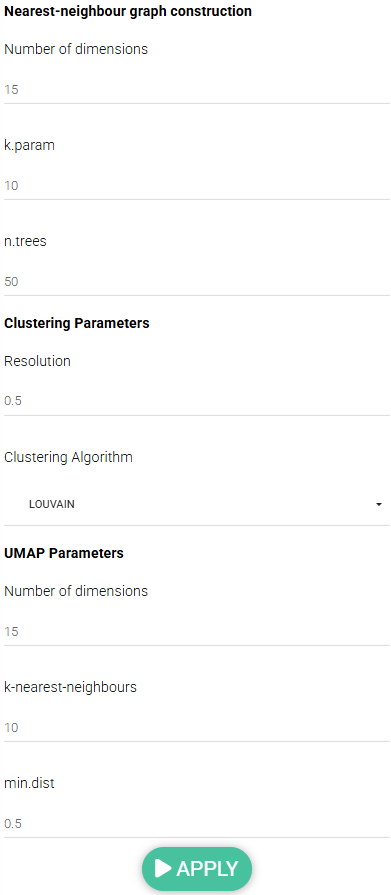 Nearest-neighbour graph construction
Number of dimensions
15
k.param
10
n.trees
50
Clustering Parameters
Resolution
0.5
Clustering Algorithm
LOUVAIN
UMAP Parameters
Number of dimensions
15
k-nearest-neighbours
10
min.dist
0.5
APPLY